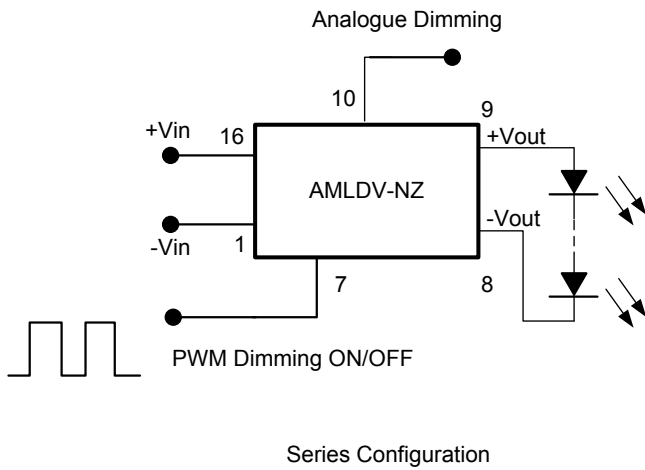 Analogue Dimming
10
9
+Vin
16
+Vout
AMLDV-NZ
-Vout
-Vin
1
7
8
PWM Dimming ON/OFF
Series Configuration